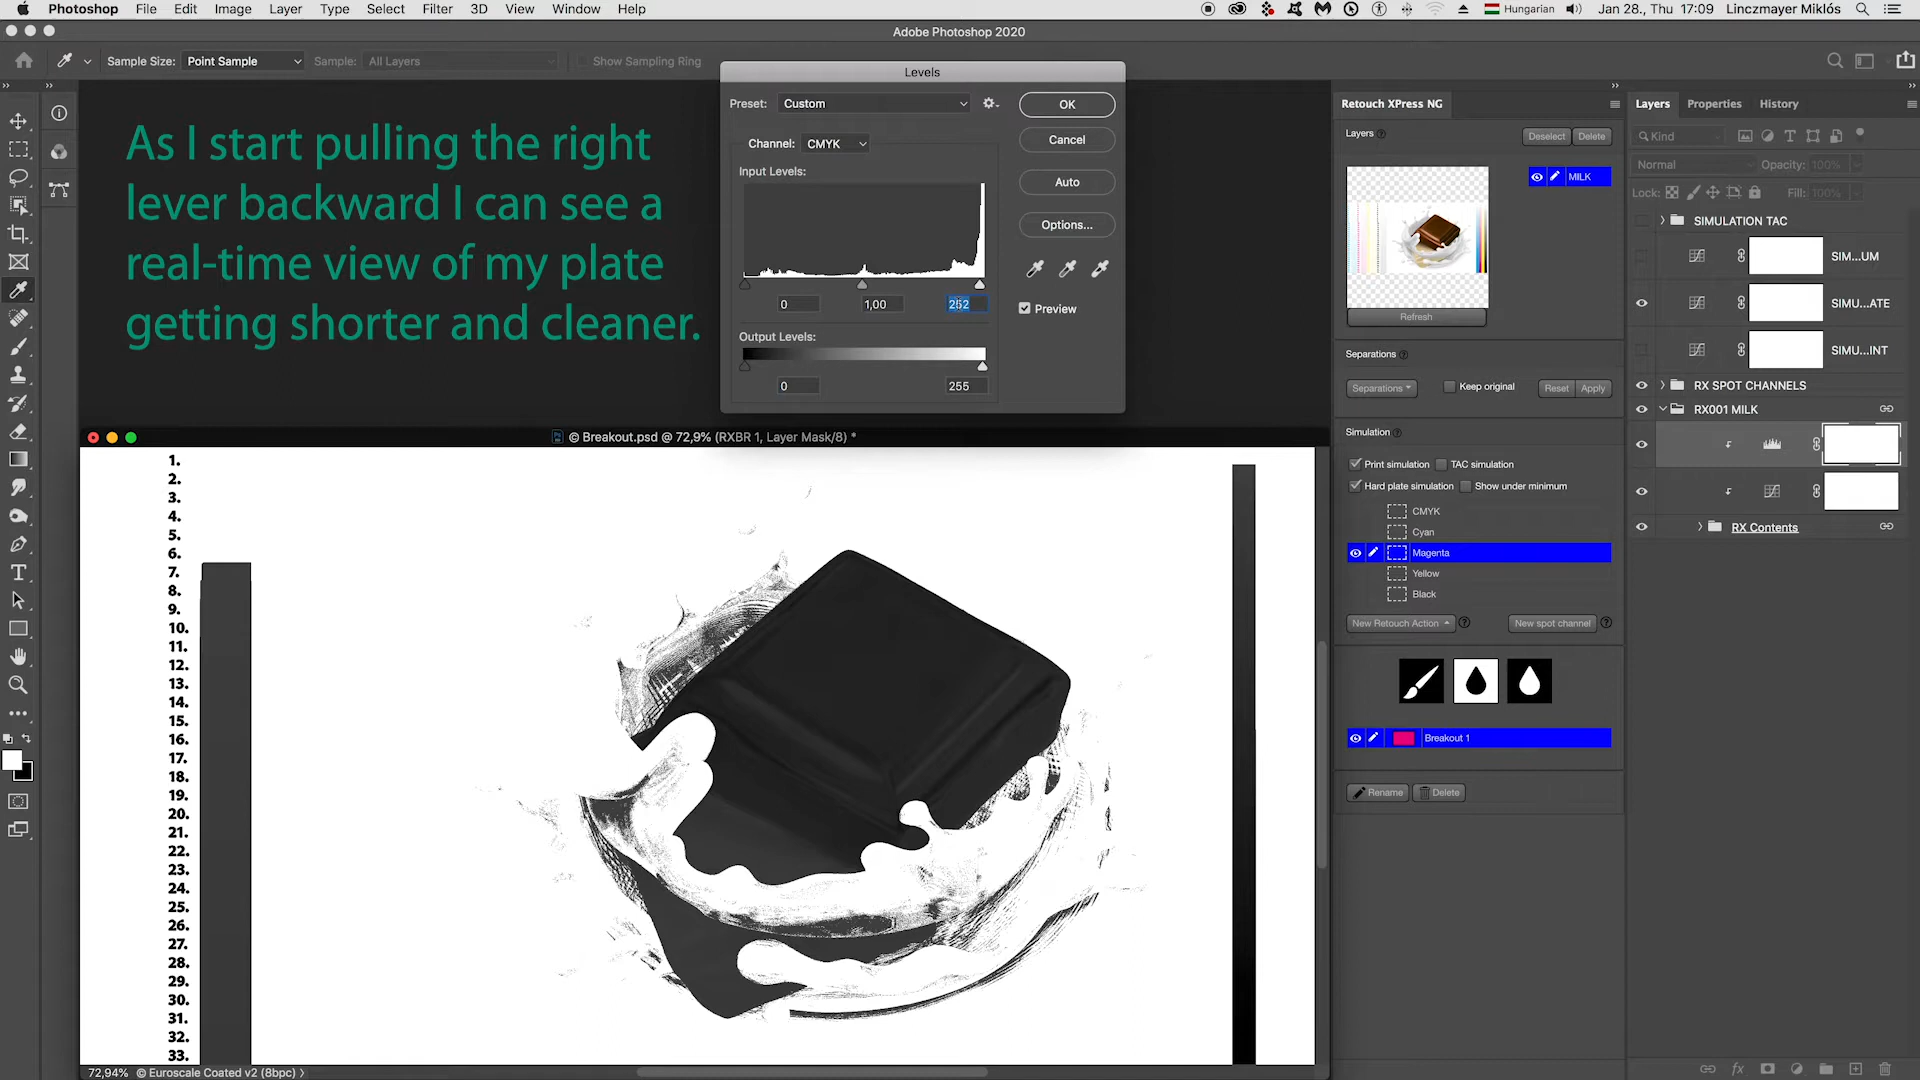 Photoshop File Edit Image Layer Type Select Filter 3D View Window Help
Hungarian Jan 28., Thu 17:09 Linczmayer Miklós
Adobe Photoshop 2020
Sample Size: Point Sample Sample: All Layers Show Sampling Ring
As I start pulling the right
lever backward I can see a
real-time view of my plate
getting shorter and cleaner.
Levels
Preset: Custom
OK
Channel: CMYK
Cancel
Input Levels:
Auto
Options...
0 1,00 252
Preview
Output Levels:
0 255
© Breakout.psd @ 72,9% (RXBR 1, Layer Mask/8) *
1.
2.
3.
4.
5.
6.
7.
8.
9.
10.
11.
12.
13.
14.
15.
16.
17.
18.
19.
20.
21.
22.
23.
24.
25.
26.
27.
28.
29.
30.
31.
32.
33.
72,94% © Euroscale Coated v2 (8bpc)
Retouch XPress NG
Layers
Deselect Delete
MILK
Refresh
Separations
Separations Keep original Reset Apply
Simulation
Print simulation TAC simulation
Hard plate simulation Show under minimum
CMYK
Cyan
Magenta
Yellow
Black
New Retouch Action New spot channel
Breakout 1
Rename Delete
Layers Properties History
Kind
Normal Opacity: 100%
Lock: Fill: 100%
SIMULATION TAC
SIM...UM
SIMU...ATE
SIMU...INT
RX SPOT CHANNELS
RX001 MILK
RX Contents
fx